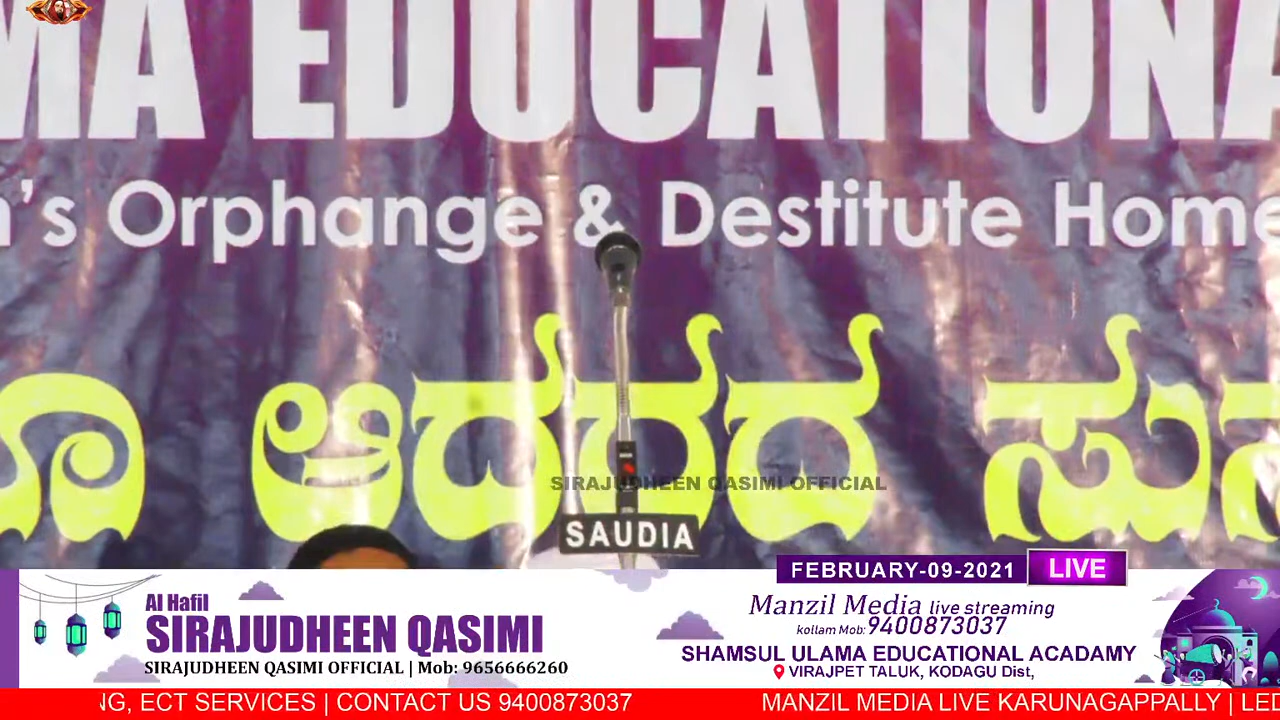 MA EDUCATIONA
n's Orphange & Destitute Home
ಆದರದ ಸು
SIRAJUDHEEN QASIMI OFFICIAL
SAUDIA
FEBRUARY-09-2021 LIVE
Al Hafil
SIRAJUDHEEN QASIMI
SIRAJUDHEEN QASIMI OFFICIAL | Mob: 9656666260
Manzil Media live streaming
kollam Mob: 9400873037
SHAMSUL ULAMA EDUCATIONAL ACADAMY
VIRAJPET TALUK, KODAGU Dist,
NG, ECT SERVICES | CONTACT US 9400873037 MANZIL MEDIA LIVE KARUNAGAPPALLY | LED